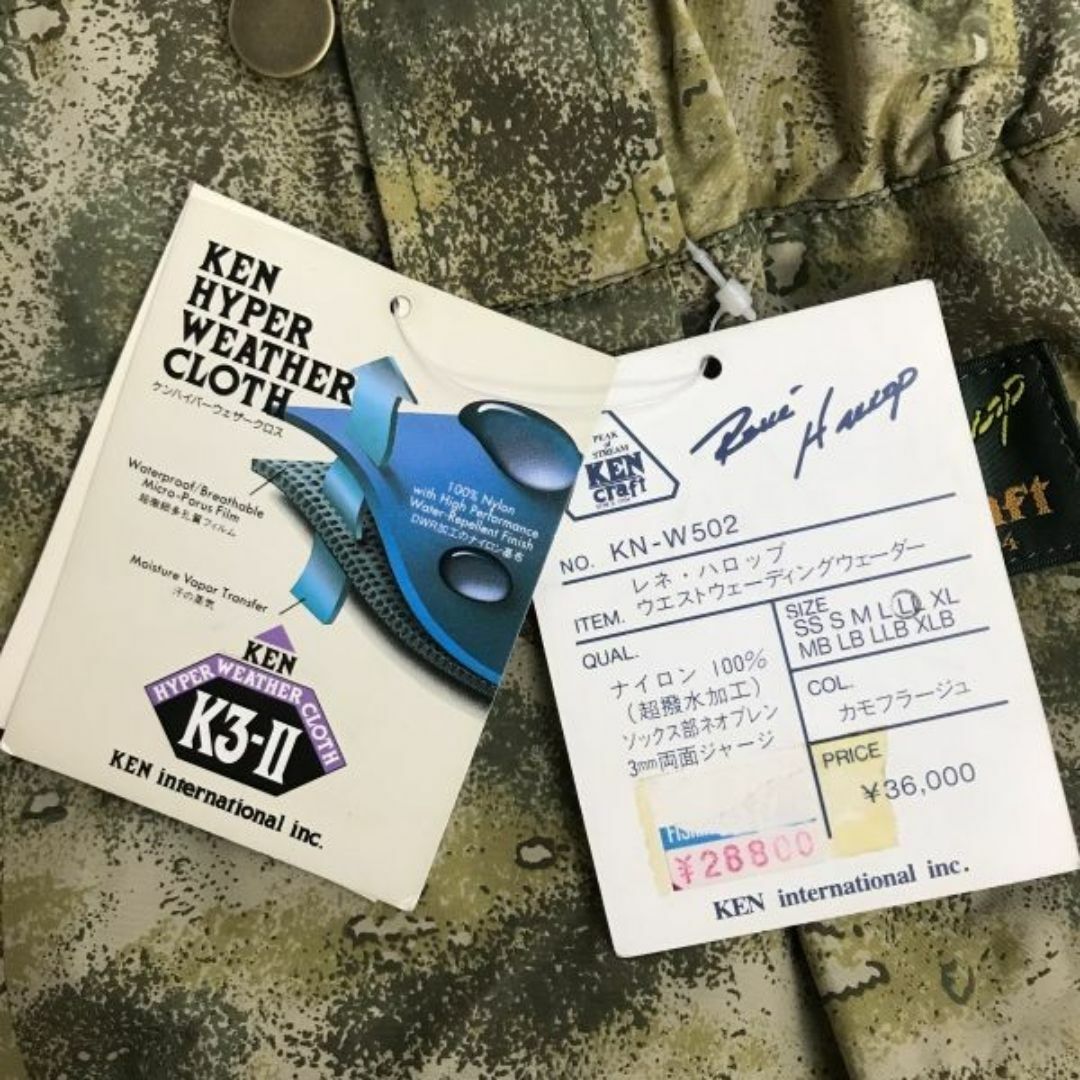 KEN
HYPER
WEATHER
CLOTH
ケンハイパーウェザークロス
Waterproof/Breathable
Micro-Porus Film
超微細多孔質フィルム
100% Nylon
with High Performance
Water-Repellent Finish
DWR加工のナイロン基布
Moisture Vapor Transfer
汗の蒸気
KEN
HYPER WEATHER CLOTH
K3-II
KEN international inc.
PEAK
of
STREAM
KEN
craft
NO. KN-W502
レネ・ハロップ
ITEM. ウエストウェーディングウェーダー
QUAL.
ナイロン 100%
(超撥水加工)
ソックス部ネオプレン
3mm両面ジャージ
SIZE
SS S M L LL XL
MB LB LLB XLB
COL.
カモフラージュ
PRICE
¥36,000
¥28800
KEN international inc.